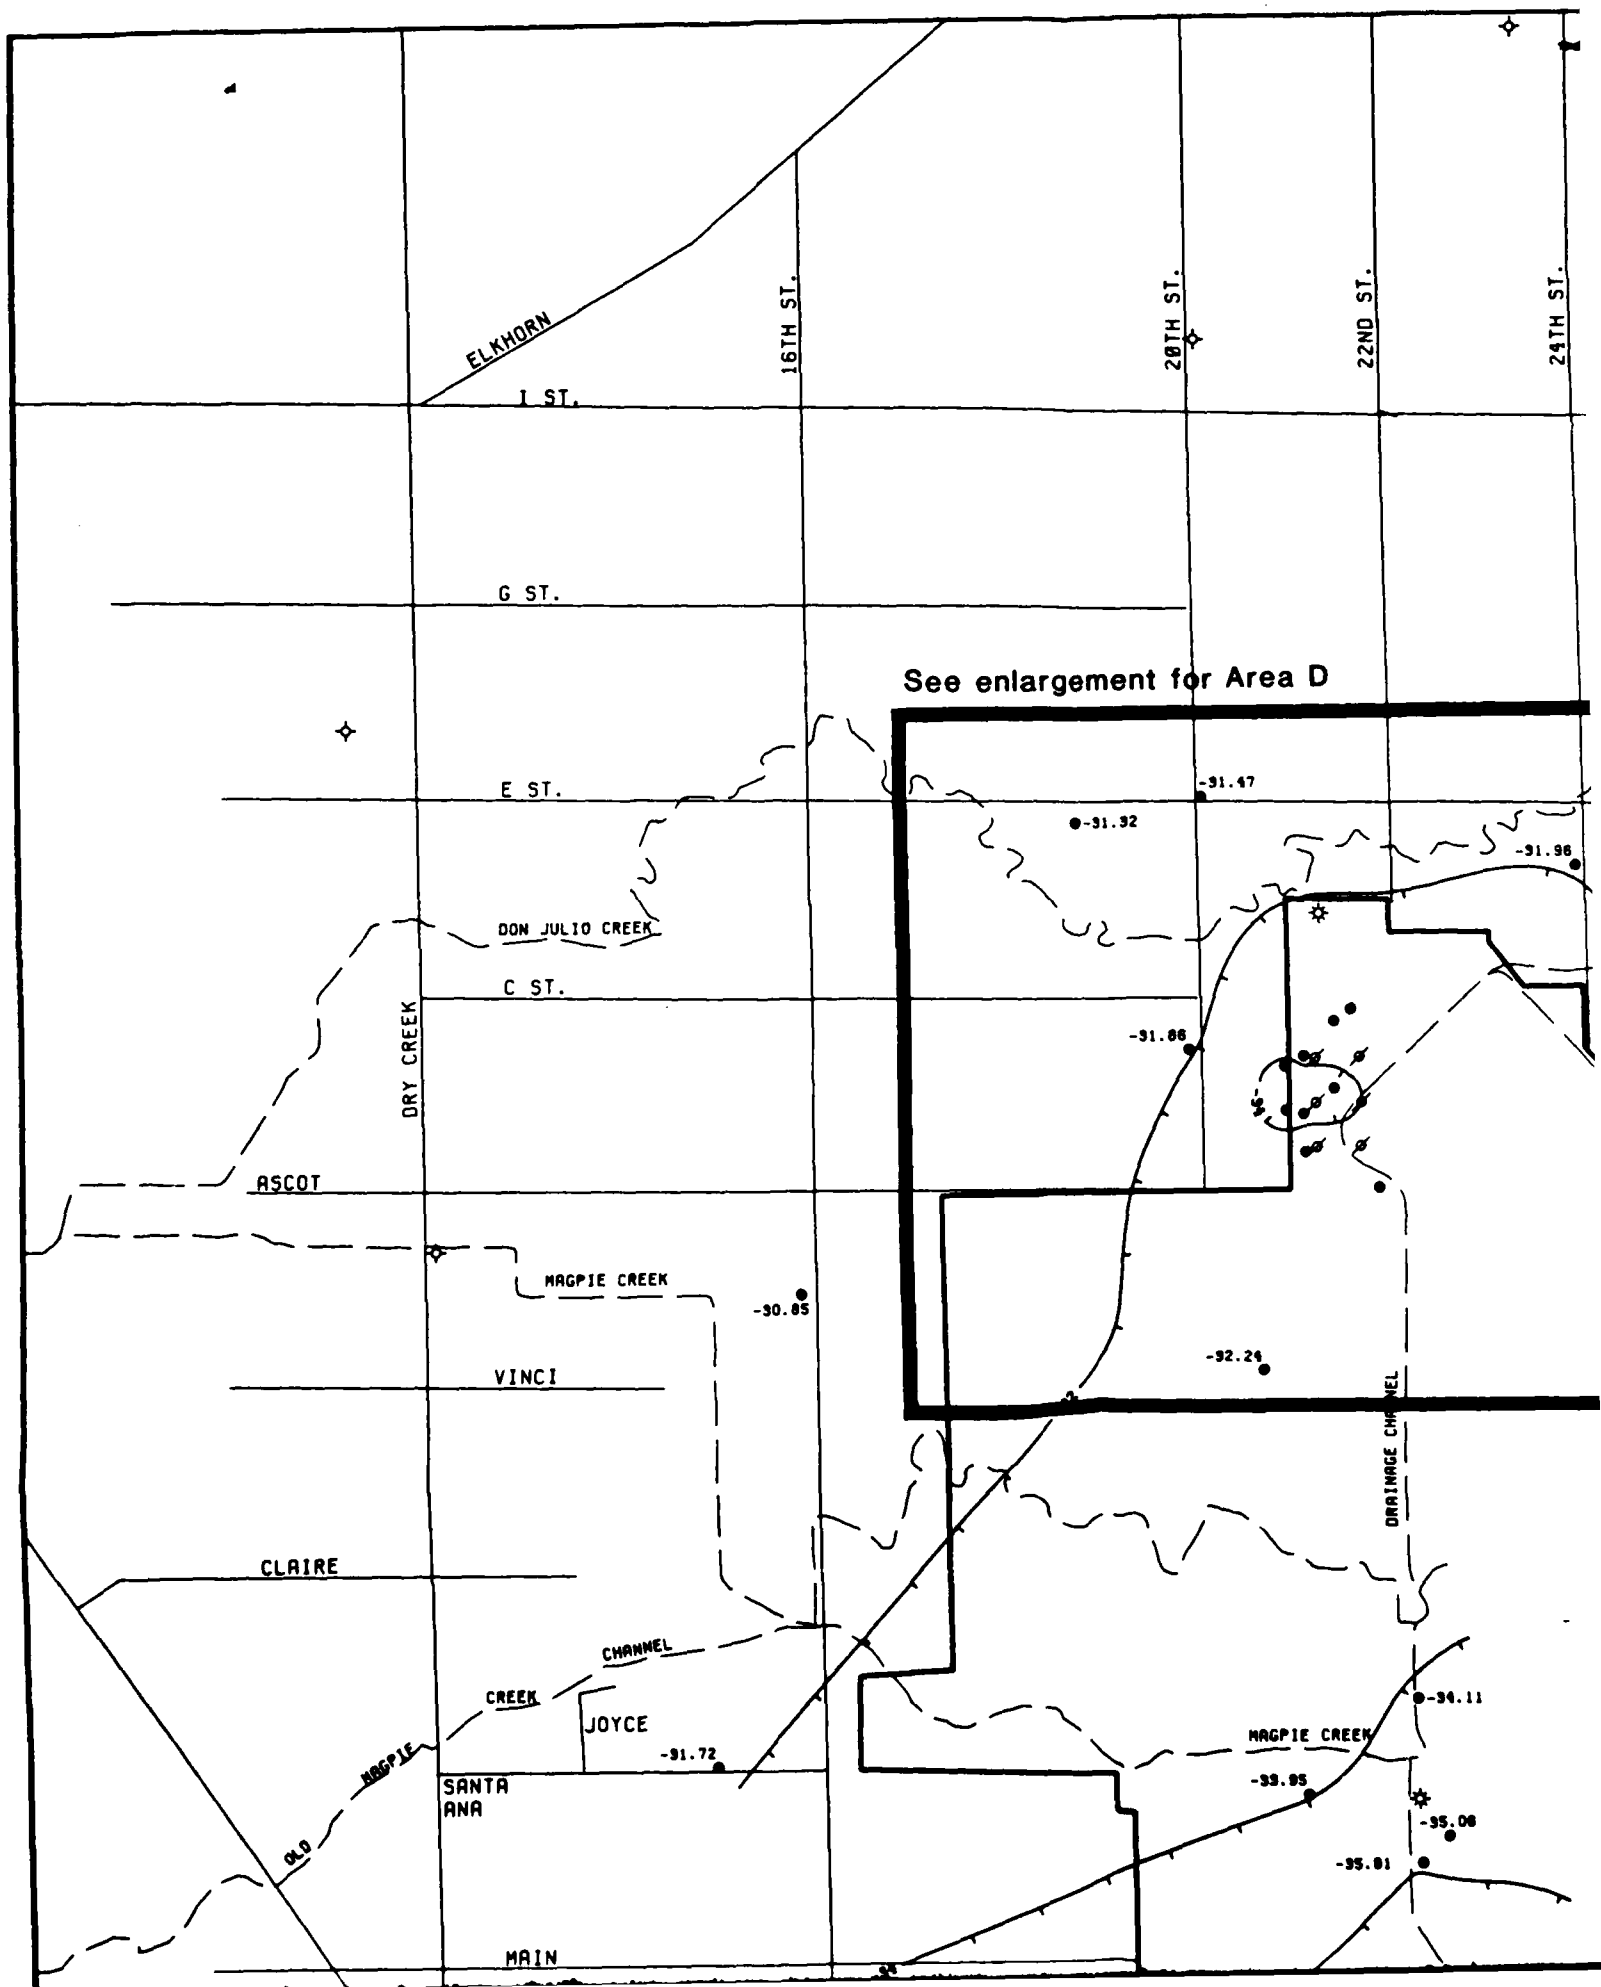 16TH ST.
20TH ST.
22ND ST.
24TH ST.
ELKHORN
I ST.
G ST.
See enlargement for Area D
E ST.
-31.47
-31.32
-31.96
DON JULIO CREEK
C ST.
DRY CREEK
-31.86
ASCOT
MAGPIE CREEK
-30.85
VINCI
-32.24
DRAINAGE CHANNEL
CLAIRE
OLD
MAGPIE
CREEK
CHANNEL
JOYCE
-34.11
MAGPIE CREEK
-31.72
SANTA
ANA
-33.95
-35.08
-35.81
MAIN